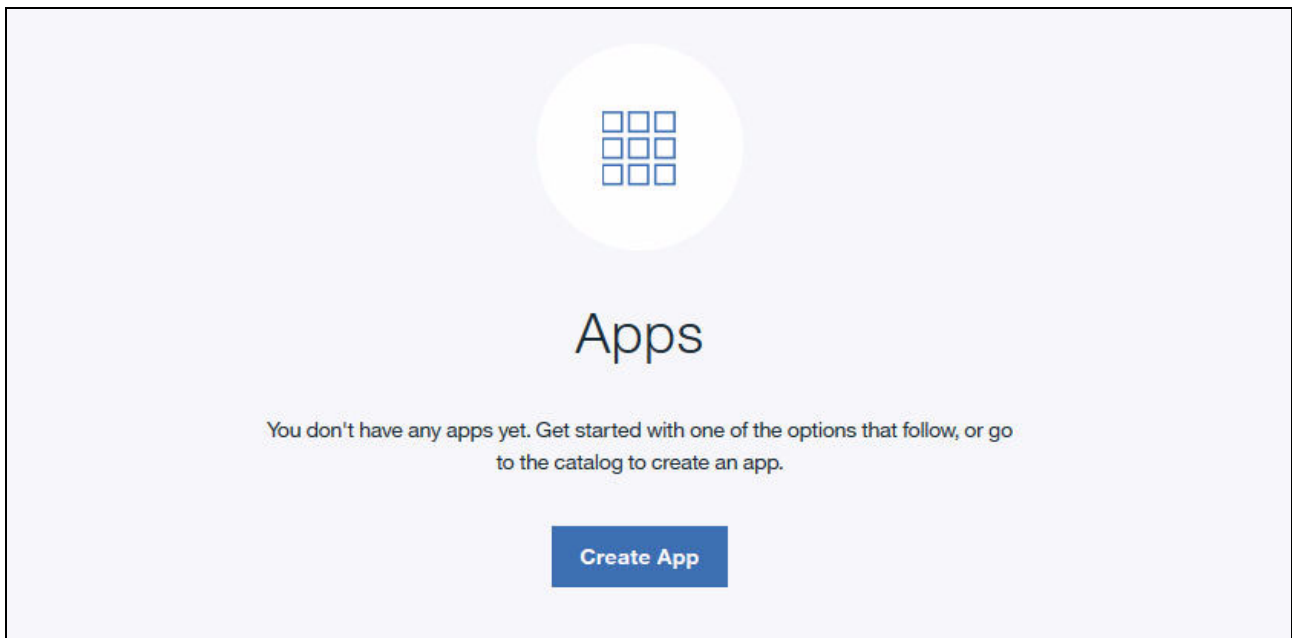 Apps
You don't have any apps yet. Get started with one of the options that follow, or go
to the catalog to create an app.
Create App